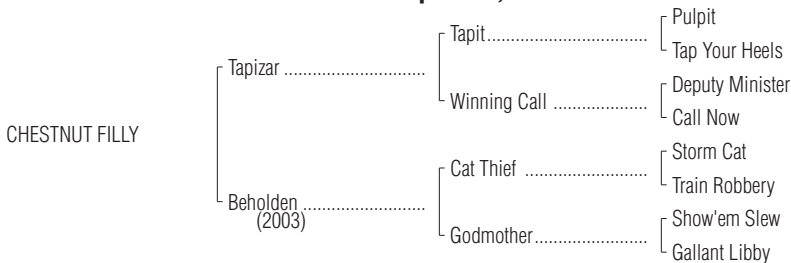 Pulpit
Tapit......................................
Tap Your Heels
Tapizar ..................................
Deputy Minister
Winning Call ......................
Call Now
CHESTNUT FILLY
Storm Cat
Cat Thief ............................
Train Robbery
Beholden .............................
(2003)
Show'em Slew
Godmother..........................
Gallant Libby